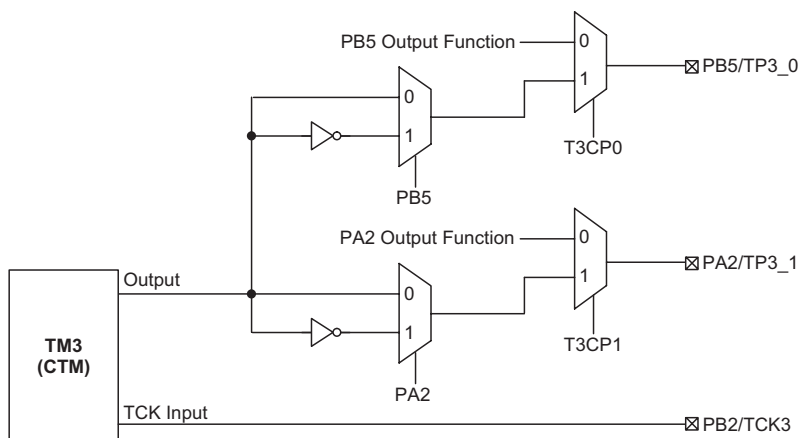 PB5 Output Function
0
1
PB5/TP3_0
T3CP0
0
1
PB5
PA2 Output Function
0
1
PA2/TP3_1
T3CP1
Output
0
1
PA2
TM3
(CTM)
TCK Input
PB2/TCK3